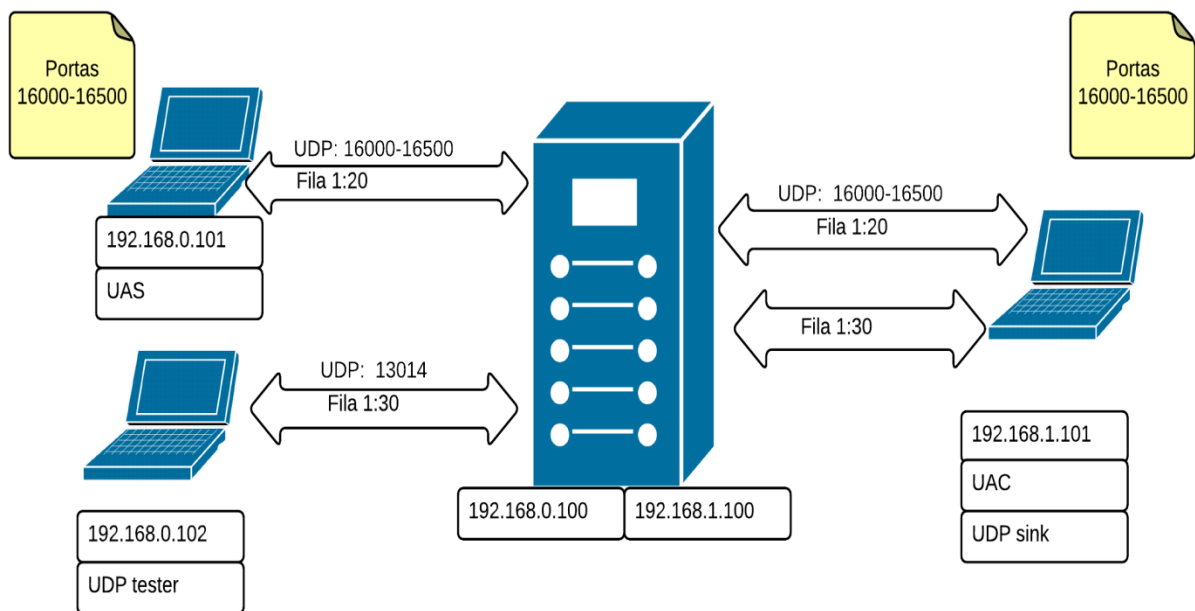 Portas
16000-16500
Portas
16000-16500
UDP: 16000-16500
Fila 1:20
192.168.0.101
UAS
UDP: 16000-16500
Fila 1:20
Fila 1:30
UDP: 13014
Fila 1:30
192.168.0.102
UDP tester
192.168.0.100
192.168.1.100
192.168.1.101
UAC
UDP sink